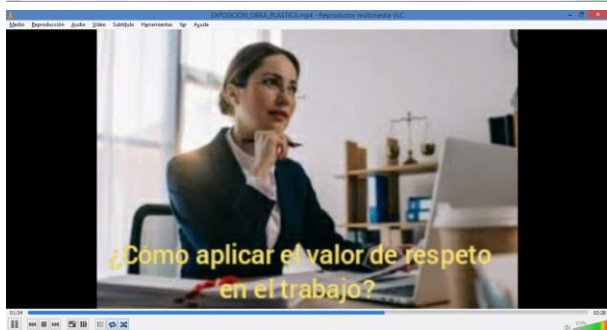 EXPOSICION_OBRA_PLASTICA.mp4 - Reproductor multimedia VLC
Medio Reproducción Audio Vídeo Subtítulo Herramientas Ver Ayuda
¿Cómo aplicar el valor de respeto
en el trabajo?
01:34 02:28